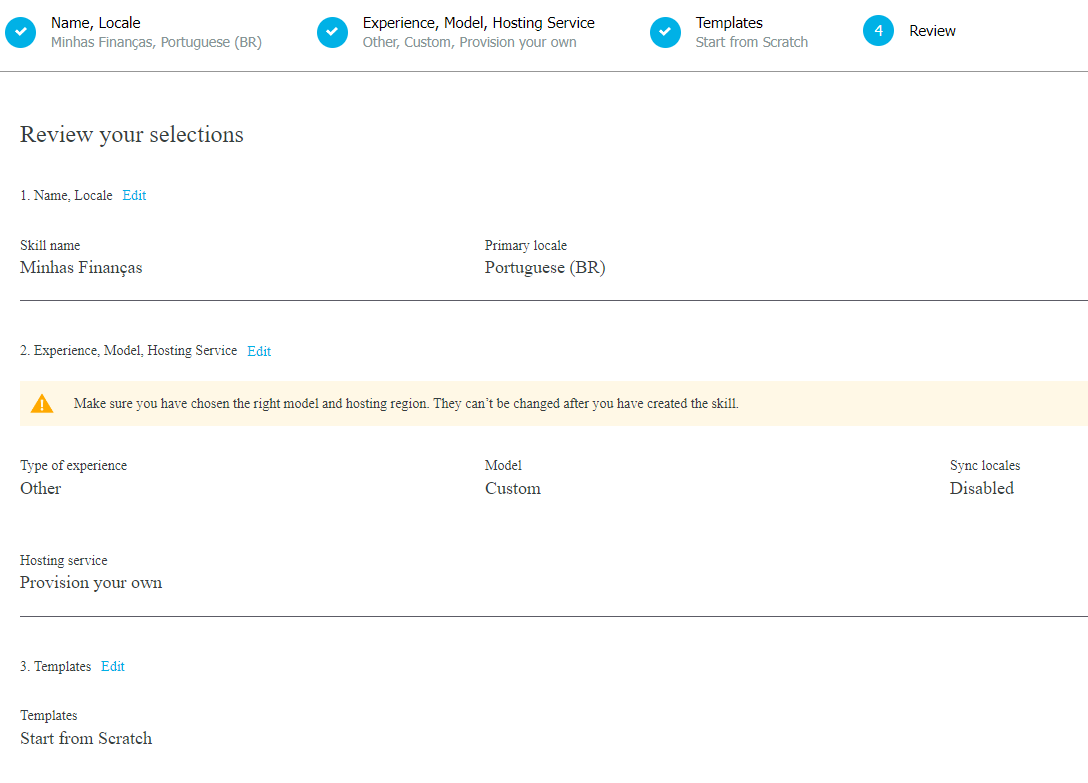 Name, Locale
Minhas Finanças, Portuguese (BR)
Experience, Model, Hosting Service
Other, Custom, Provision your own
Templates
Start from Scratch
4
Review
Review your selections
1. Name, Locale Edit
Skill name
Minhas Finanças
Primary locale
Portuguese (BR)
2. Experience, Model, Hosting Service Edit
Make sure you have chosen the right model and hosting region. They can’t be changed after you have created the skill.
Type of experience
Other
Model
Custom
Sync locales
Disabled
Hosting service
Provision your own
3. Templates Edit
Templates
Start from Scratch